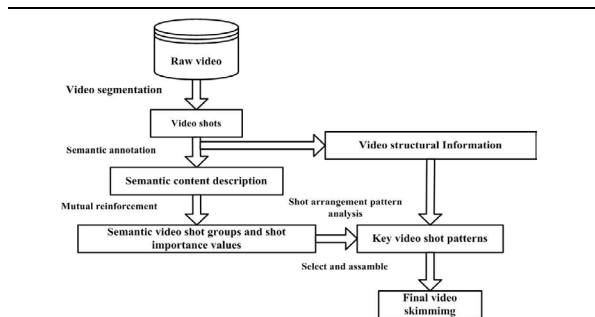 Raw video
Video segmentation
Video shots
Semantic annotation
Video structural Information
Semantic content description
Mutual reinforcement
Shot arrangement pattern
analysis
Semantic video shot groups and shot
importance values
Key video shot patterns
Select and assamble
Final video
skimmimg